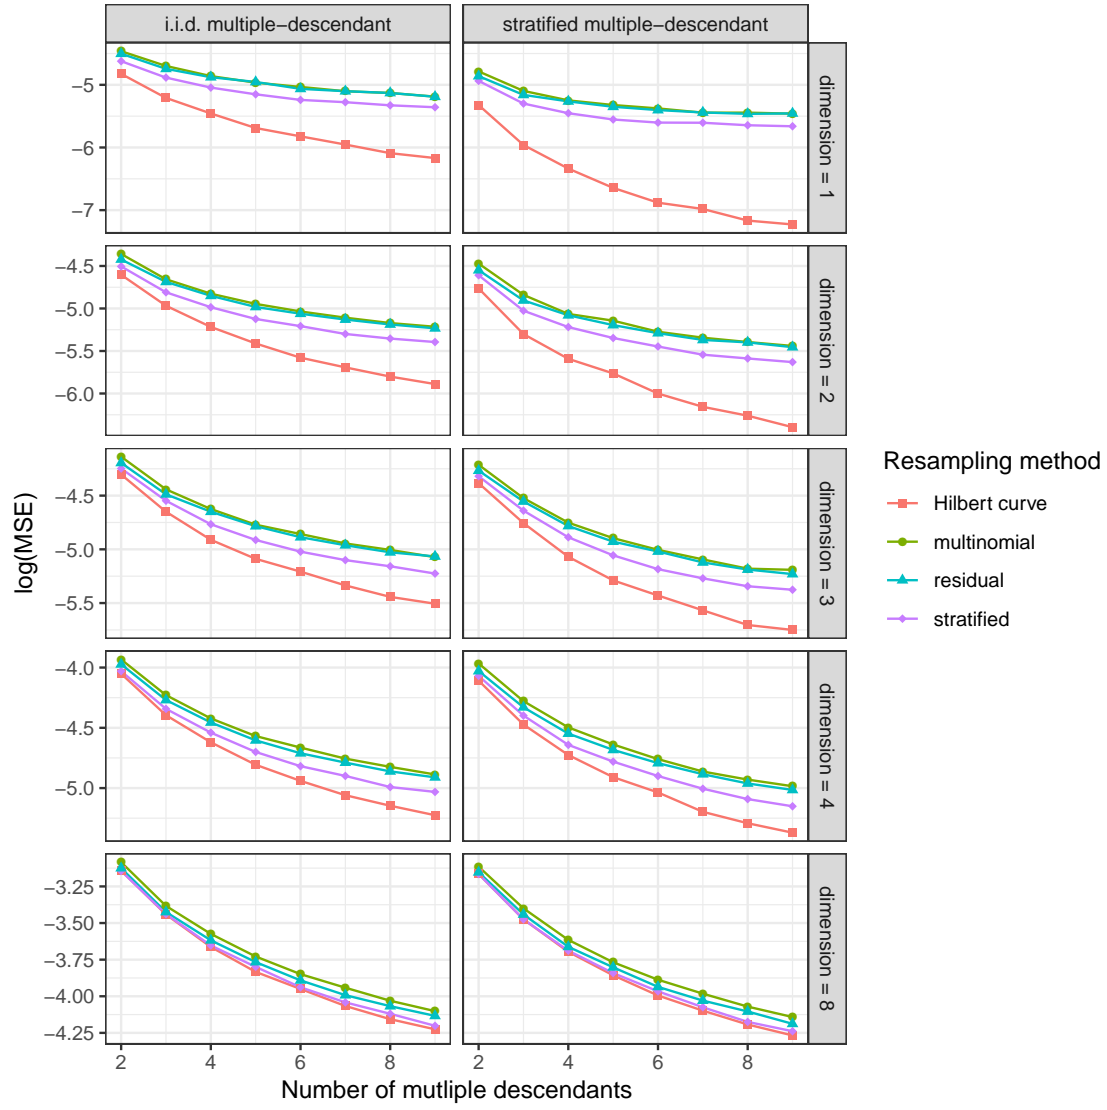 i.i.d. multiple−descendant
stratified multiple−descendant
−5
−6
−7
dimension = 1
−4.5
−5.0
−5.5
−6.0
dimension = 2
−4.5
−5.0
−5.5
dimension = 3
−4.0
−4.5
−5.0
dimension = 4
−3.25
−3.50
−3.75
−4.00
−4.25
dimension = 8
2
4
6
8
2
4
6
8
log(MSE)
Number of mutliple descendants
Resampling method
Hilbert curve
multinomial
residual
stratified